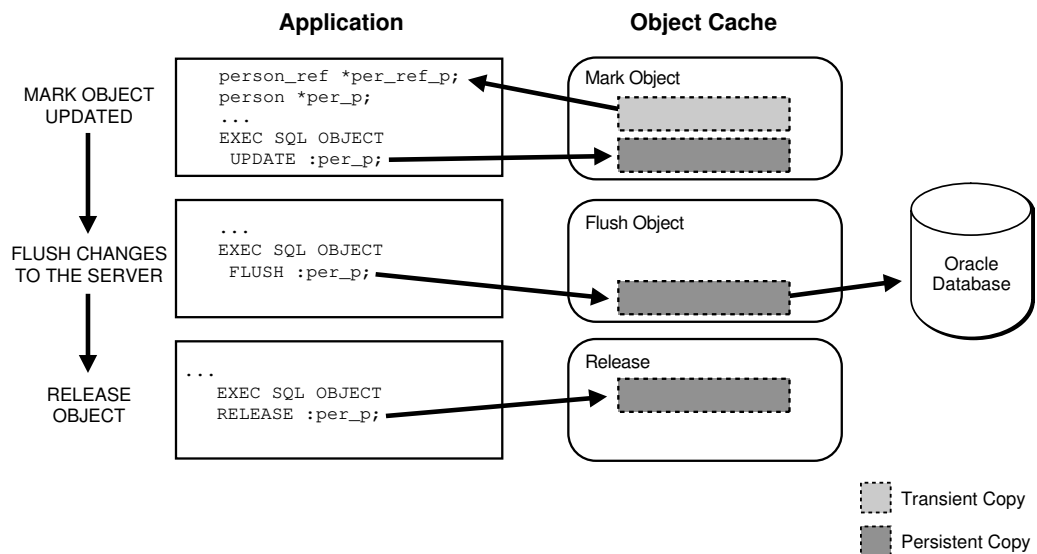 Application
Object Cache
MARK OBJECT
UPDATED
person_ref *per_ref_p;
person *per_p;
...
EXEC SQL OBJECT
UPDATE :per_p;
Mark Object
FLUSH CHANGES
TO THE SERVER
...
EXEC SQL OBJECT
FLUSH :per_p;
Flush Object
Oracle
Database
RELEASE
OBJECT
...
EXEC SQL OBJECT
RELEASE :per_p;
Release
Transient Copy
Persistent Copy